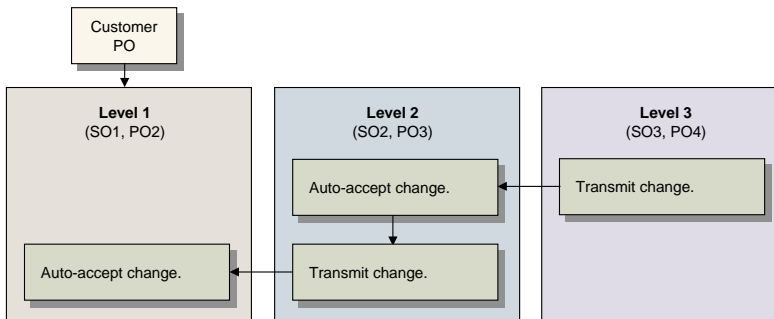 Customer
PO
Level 1
(SO1, PO2)
Level 2
(SO2, PO3)
Level 3
(SO3, PO4)
Auto-accept change.
Transmit change.
Auto-accept change.
Transmit change.